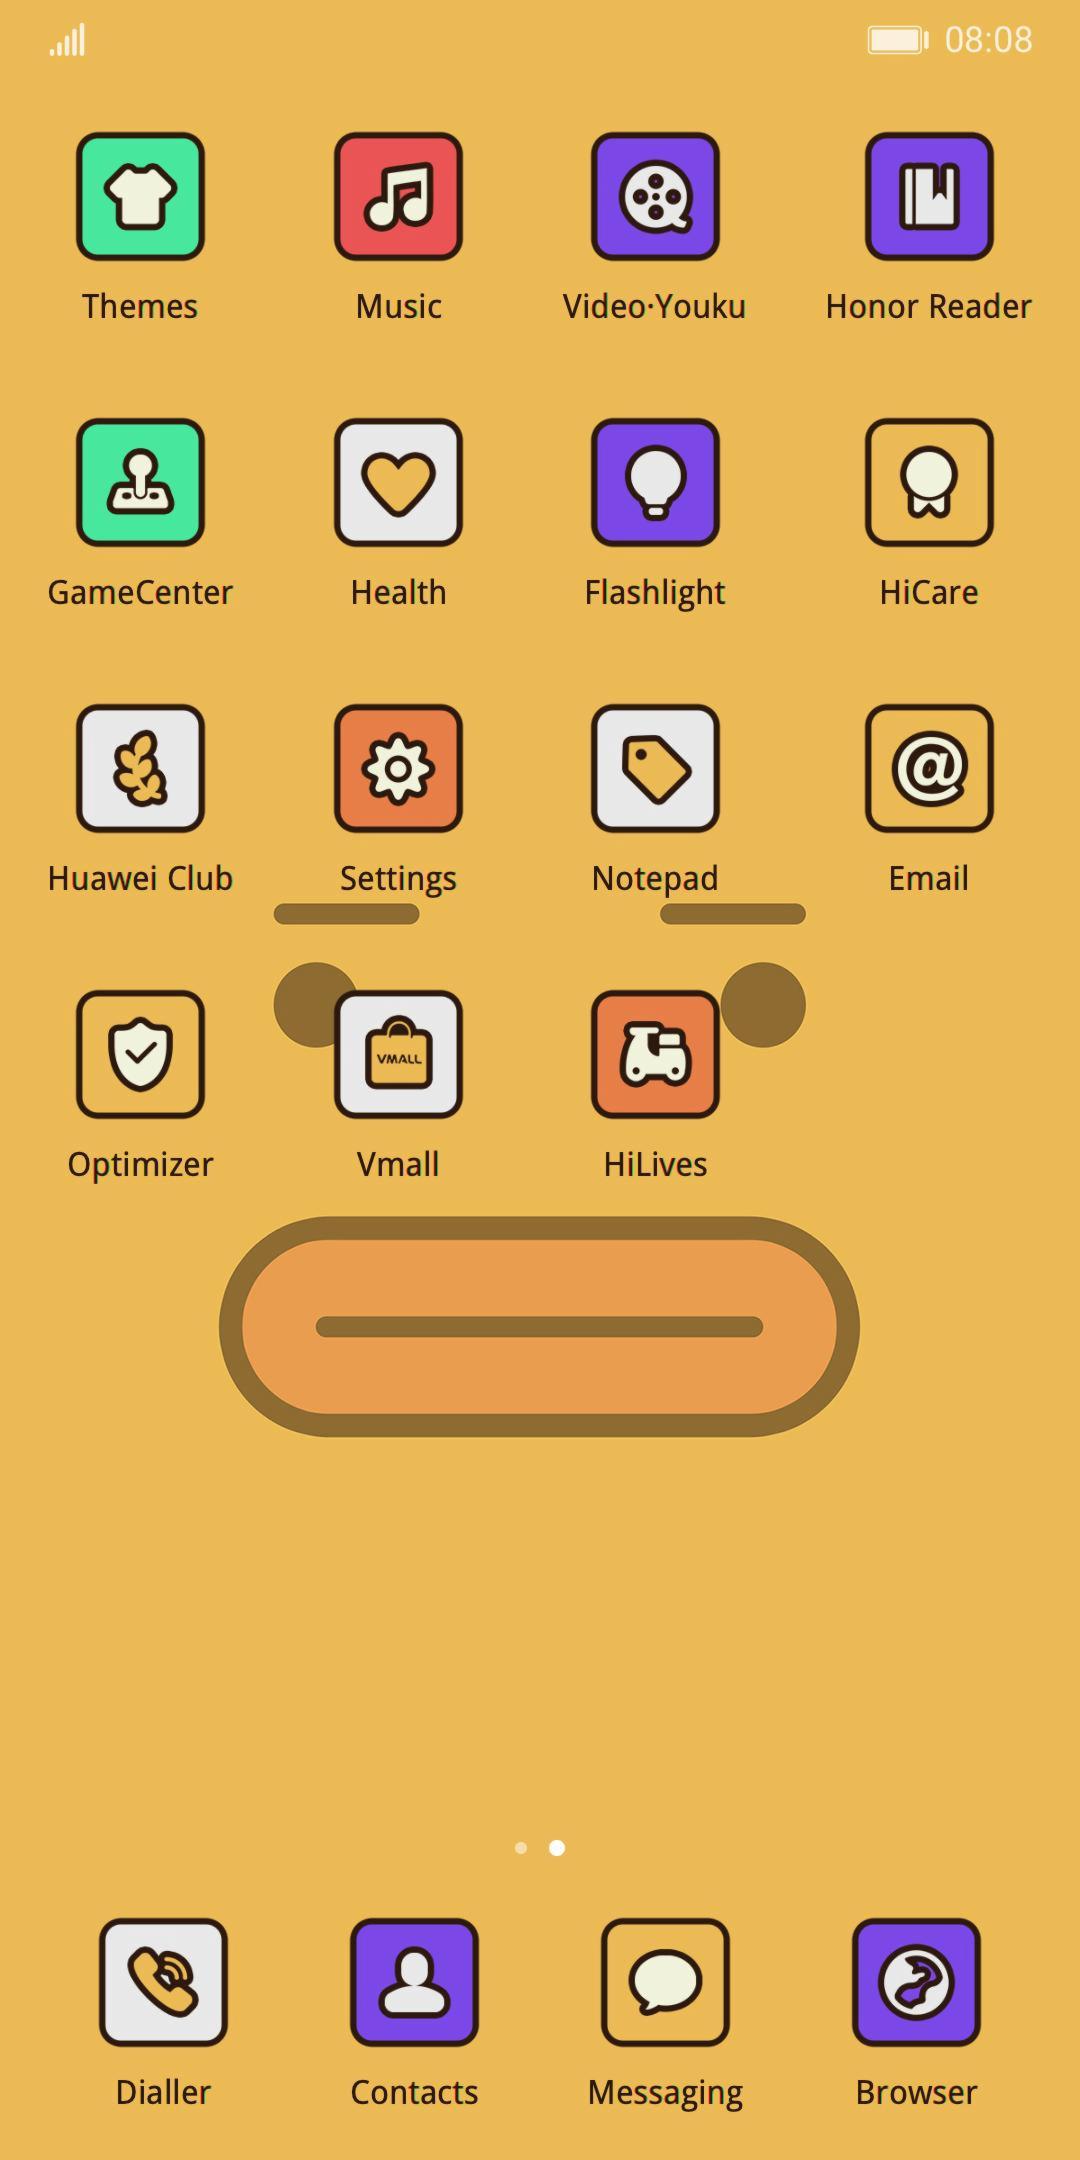 08:08
Themes
Music
Video·Youku
Honor Reader
GameCenter
Health
Flashlight
HiCare
Huawei Club
Settings
Notepad
@
Email
Optimizer
VMALL
Vmall
HiLives
Dialler
Contacts
Messaging
Browser